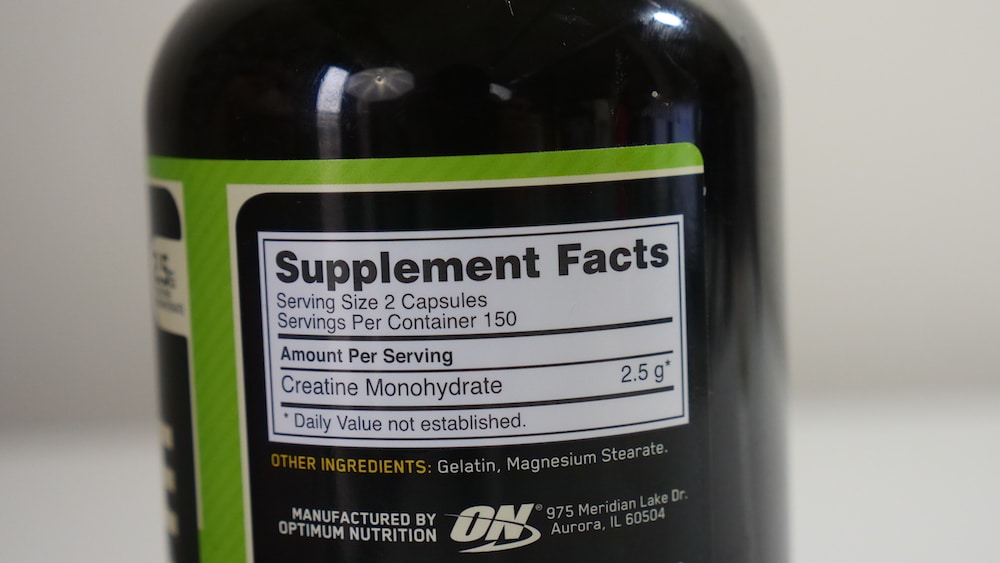 Supplement Facts
Serving Size 2 Capsules
Servings Per Container 150
Amount Per Serving
Creatine Monohydrate 2.5 g*
* Daily Value not established.
OTHER INGREDIENTS: Gelatin, Magnesium Stearate.
MANUFACTURED BY
OPTIMUM NUTRITION
ON®
975 Meridian Lake Dr.
Aurora, IL 60504